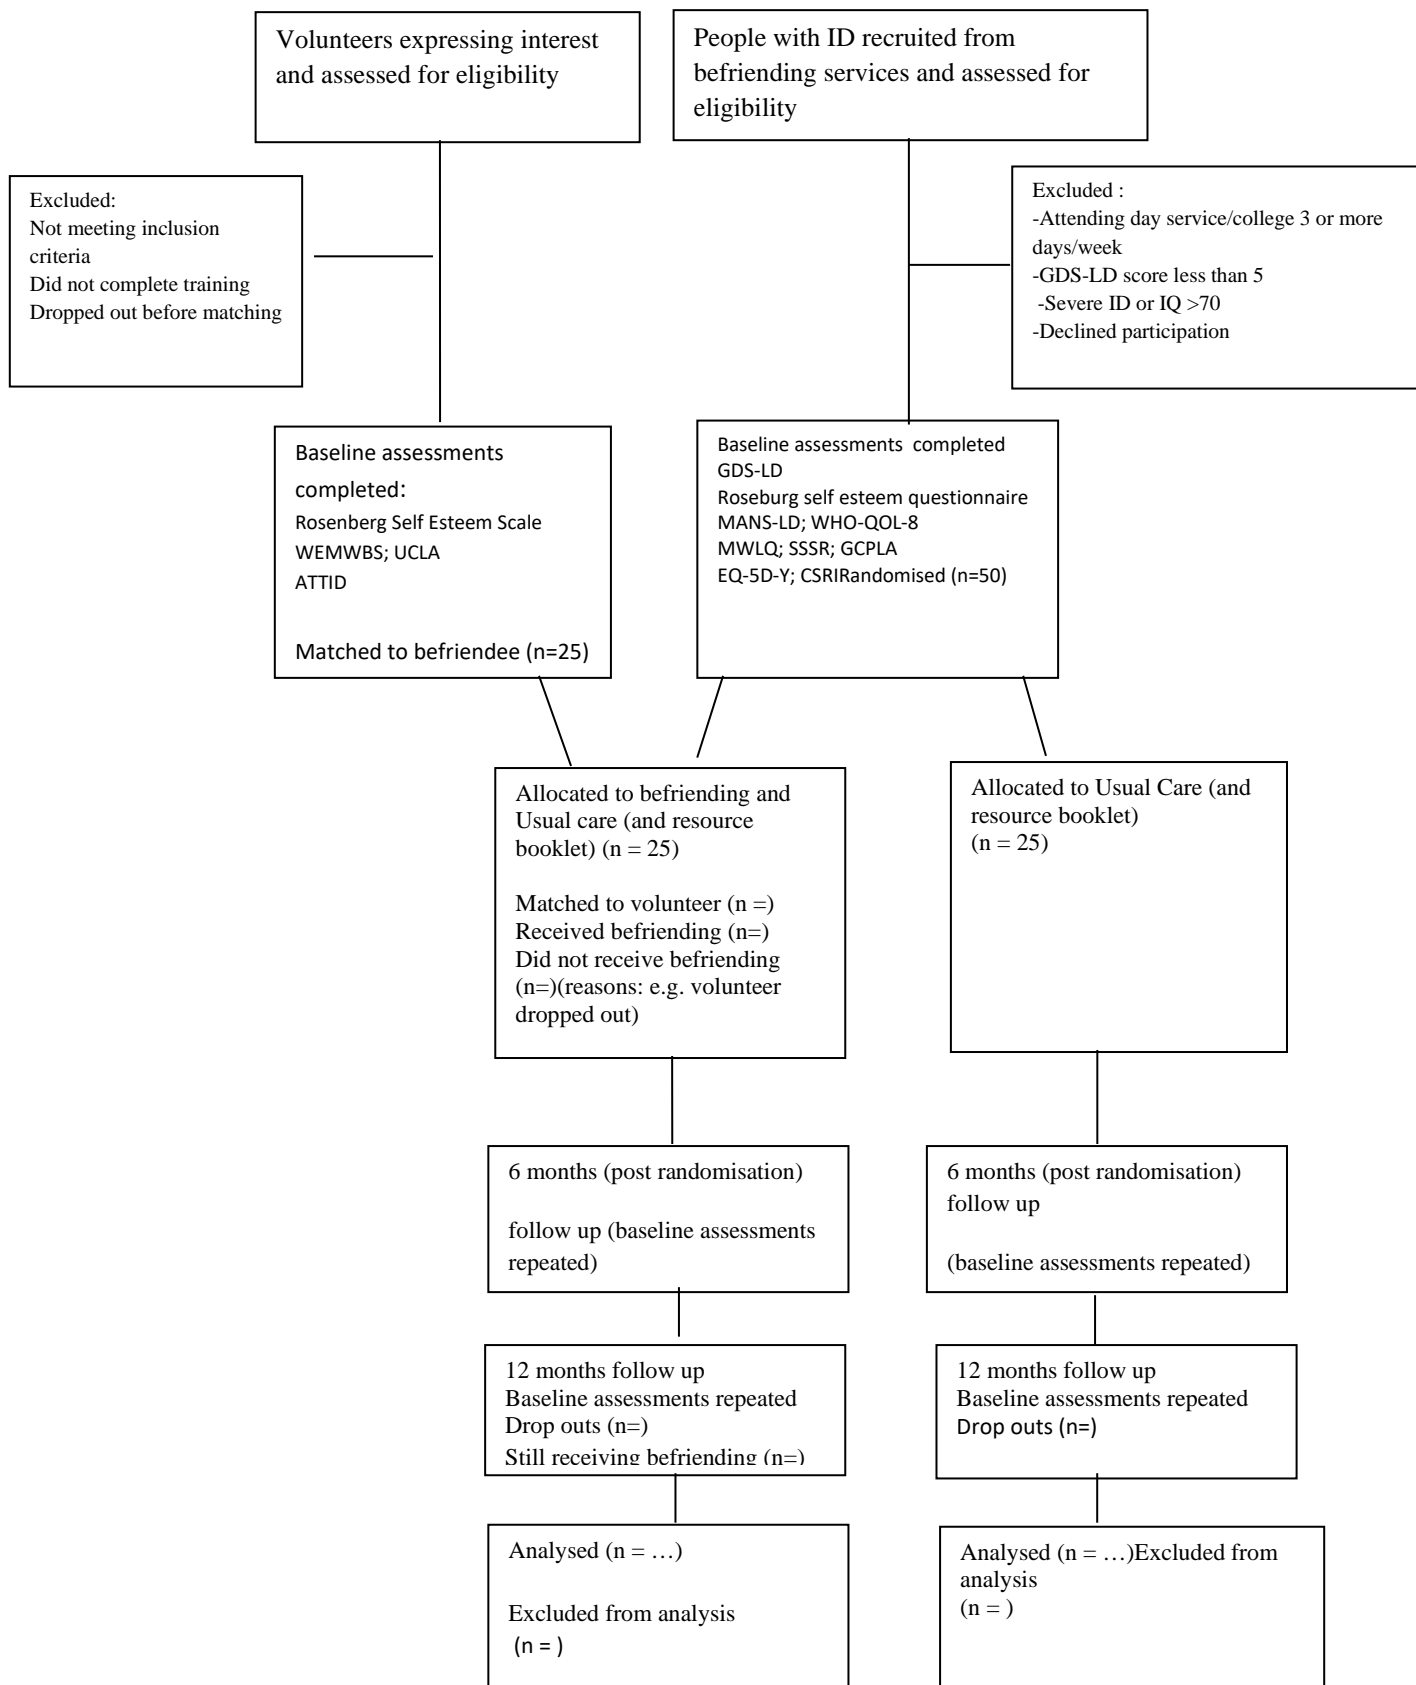 Volunteers expressing interest
and assessed for eligibility
People with ID recruited from
befriending services and assessed for
eligibility
Excluded:
Not meeting inclusion
criteria
Did not complete training
Dropped out before matching
Excluded :
-Attending day service/college 3 or more
days/week
-GDS-LD score less than 5
-Severe ID or IQ >70
-Declined participation
Baseline assessments
completed:
Rosenberg Self Esteem Scale
WEMWBS; UCLA
ATTID
Matched to befriendee (n=25)
Baseline assessments  completed
GDS-LD
Roseburg self esteem questionnaire
MANS-LD; WHO-QOL-8
MWLQ; SSSR; GCPLA
EQ-5D-Y; CSRIRandomised (n=50)
Allocated to befriending and
Usual care (and resource
booklet) (n = 25)
Matched to volunteer (n =)
Received befriending (n=)
Did not receive befriending
(n=)(reasons: e.g. volunteer
dropped out)
Allocated to Usual Care (and
resource booklet)
(n = 25)
6 months (post randomisation)
follow up (baseline assessments
repeated)
6 months (post randomisation)
follow up
(baseline assessments repeated)
12 months follow up
Baseline assessments repeated
Drop outs (n=)
Still receiving befriending (n=)
12 months follow up
Baseline assessments repeated
Drop outs (n=)
Analysed (n = …)
Excluded from analysis
(n = )
Analysed (n = …)Excluded from
analysis
(n = )